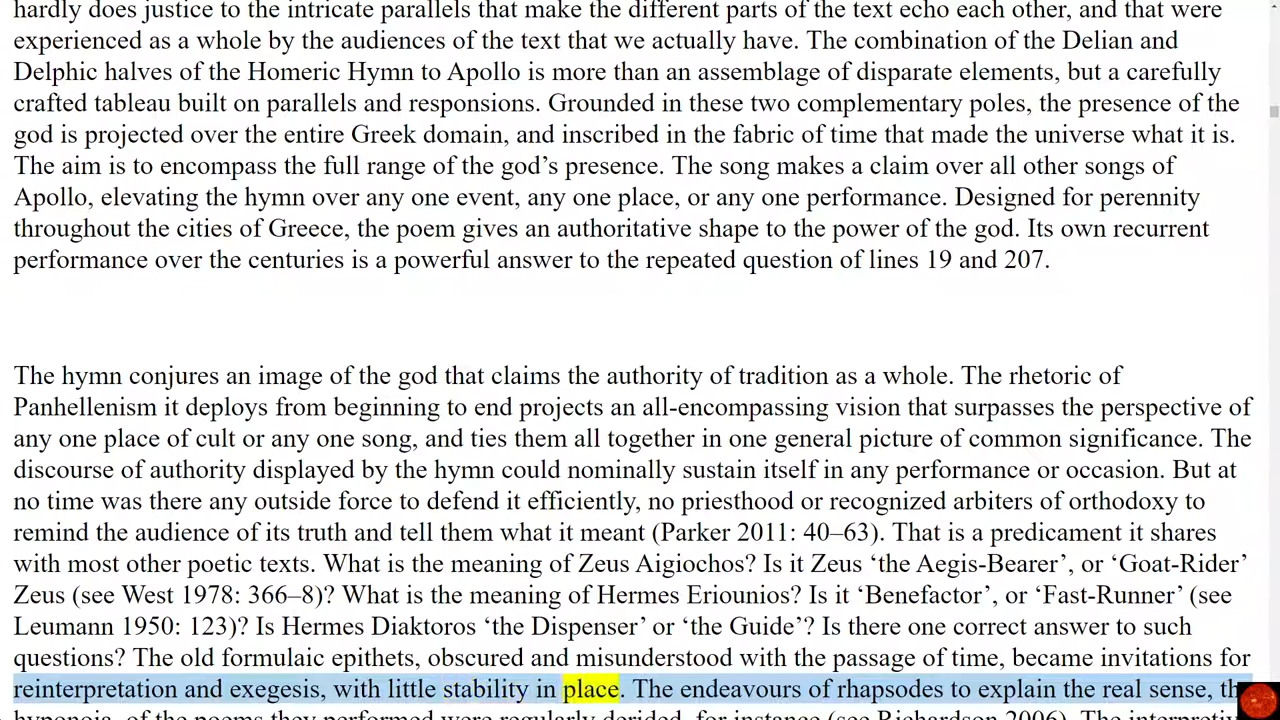 hardly does justice to the intricate parallels that make the different parts of the text echo each other, and that were
experienced as a whole by the audiences of the text that we actually have. The combination of the Delian and
Delphic halves of the Homeric Hymn to Apollo is more than an assemblage of disparate elements, but a carefully
crafted tableau built on parallels and responsions. Grounded in these two complementary poles, the presence of the
god is projected over the entire Greek domain, and inscribed in the fabric of time that made the universe what it is.
The aim is to encompass the full range of the god’s presence. The song makes a claim over all other songs of
Apollo, elevating the hymn over any one event, any one place, or any one performance. Designed for perennity
throughout the cities of Greece, the poem gives an authoritative shape to the power of the god. Its own recurrent
performance over the centuries is a powerful answer to the repeated question of lines 19 and 207.
The hymn conjures an image of the god that claims the authority of tradition as a whole. The rhetoric of
Panhellenism it deploys from beginning to end projects an all-encompassing vision that surpasses the perspective of
any one place of cult or any one song, and ties them all together in one general picture of common significance. The
discourse of authority displayed by the hymn could nominally sustain itself in any performance or occasion. But at
no time was there any outside force to defend it efficiently, no priesthood or recognized arbiters of orthodoxy to
remind the audience of its truth and tell them what it meant (Parker 2011: 40–63). That is a predicament it shares
with most other poetic texts. What is the meaning of Zeus Aigiochos? Is it Zeus ‘the Aegis-Bearer’, or ‘Goat-Rider’
Zeus (see West 1978: 366–8)? What is the meaning of Hermes Eriounios? Is it ‘Benefactor’, or ‘Fast-Runner’ (see
Leumann 1950: 123)? Is Hermes Diaktoros ‘the Dispenser’ or ‘the Guide’? Is there one correct answer to such
questions? The old formulaic epithets, obscured and misunderstood with the passage of time, became invitations for
reinterpretation and exegesis, with little stability in place. The endeavours of rhapsodes to explain the real sense,
hyponoia, of the poems they performed were regularly derided, for instance (see Richardson 2006). The